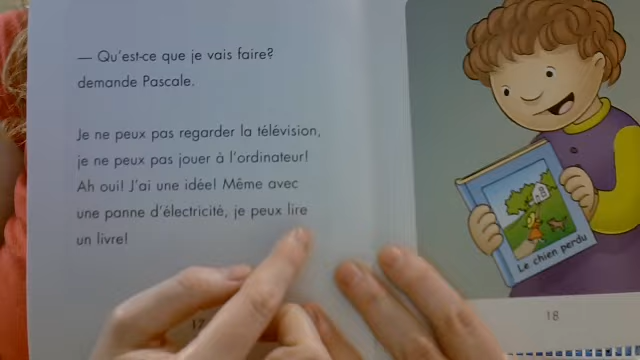 — Qu'est-ce que je vais faire?
demande Pascale.
Je ne peux pas regarder la télévision,
je ne peux pas jouer à l'ordinateur!
Ah oui! J'ai une idée! Même avec
une panne d'électricité, je peux lire
un livre!
Le chien perdu
18